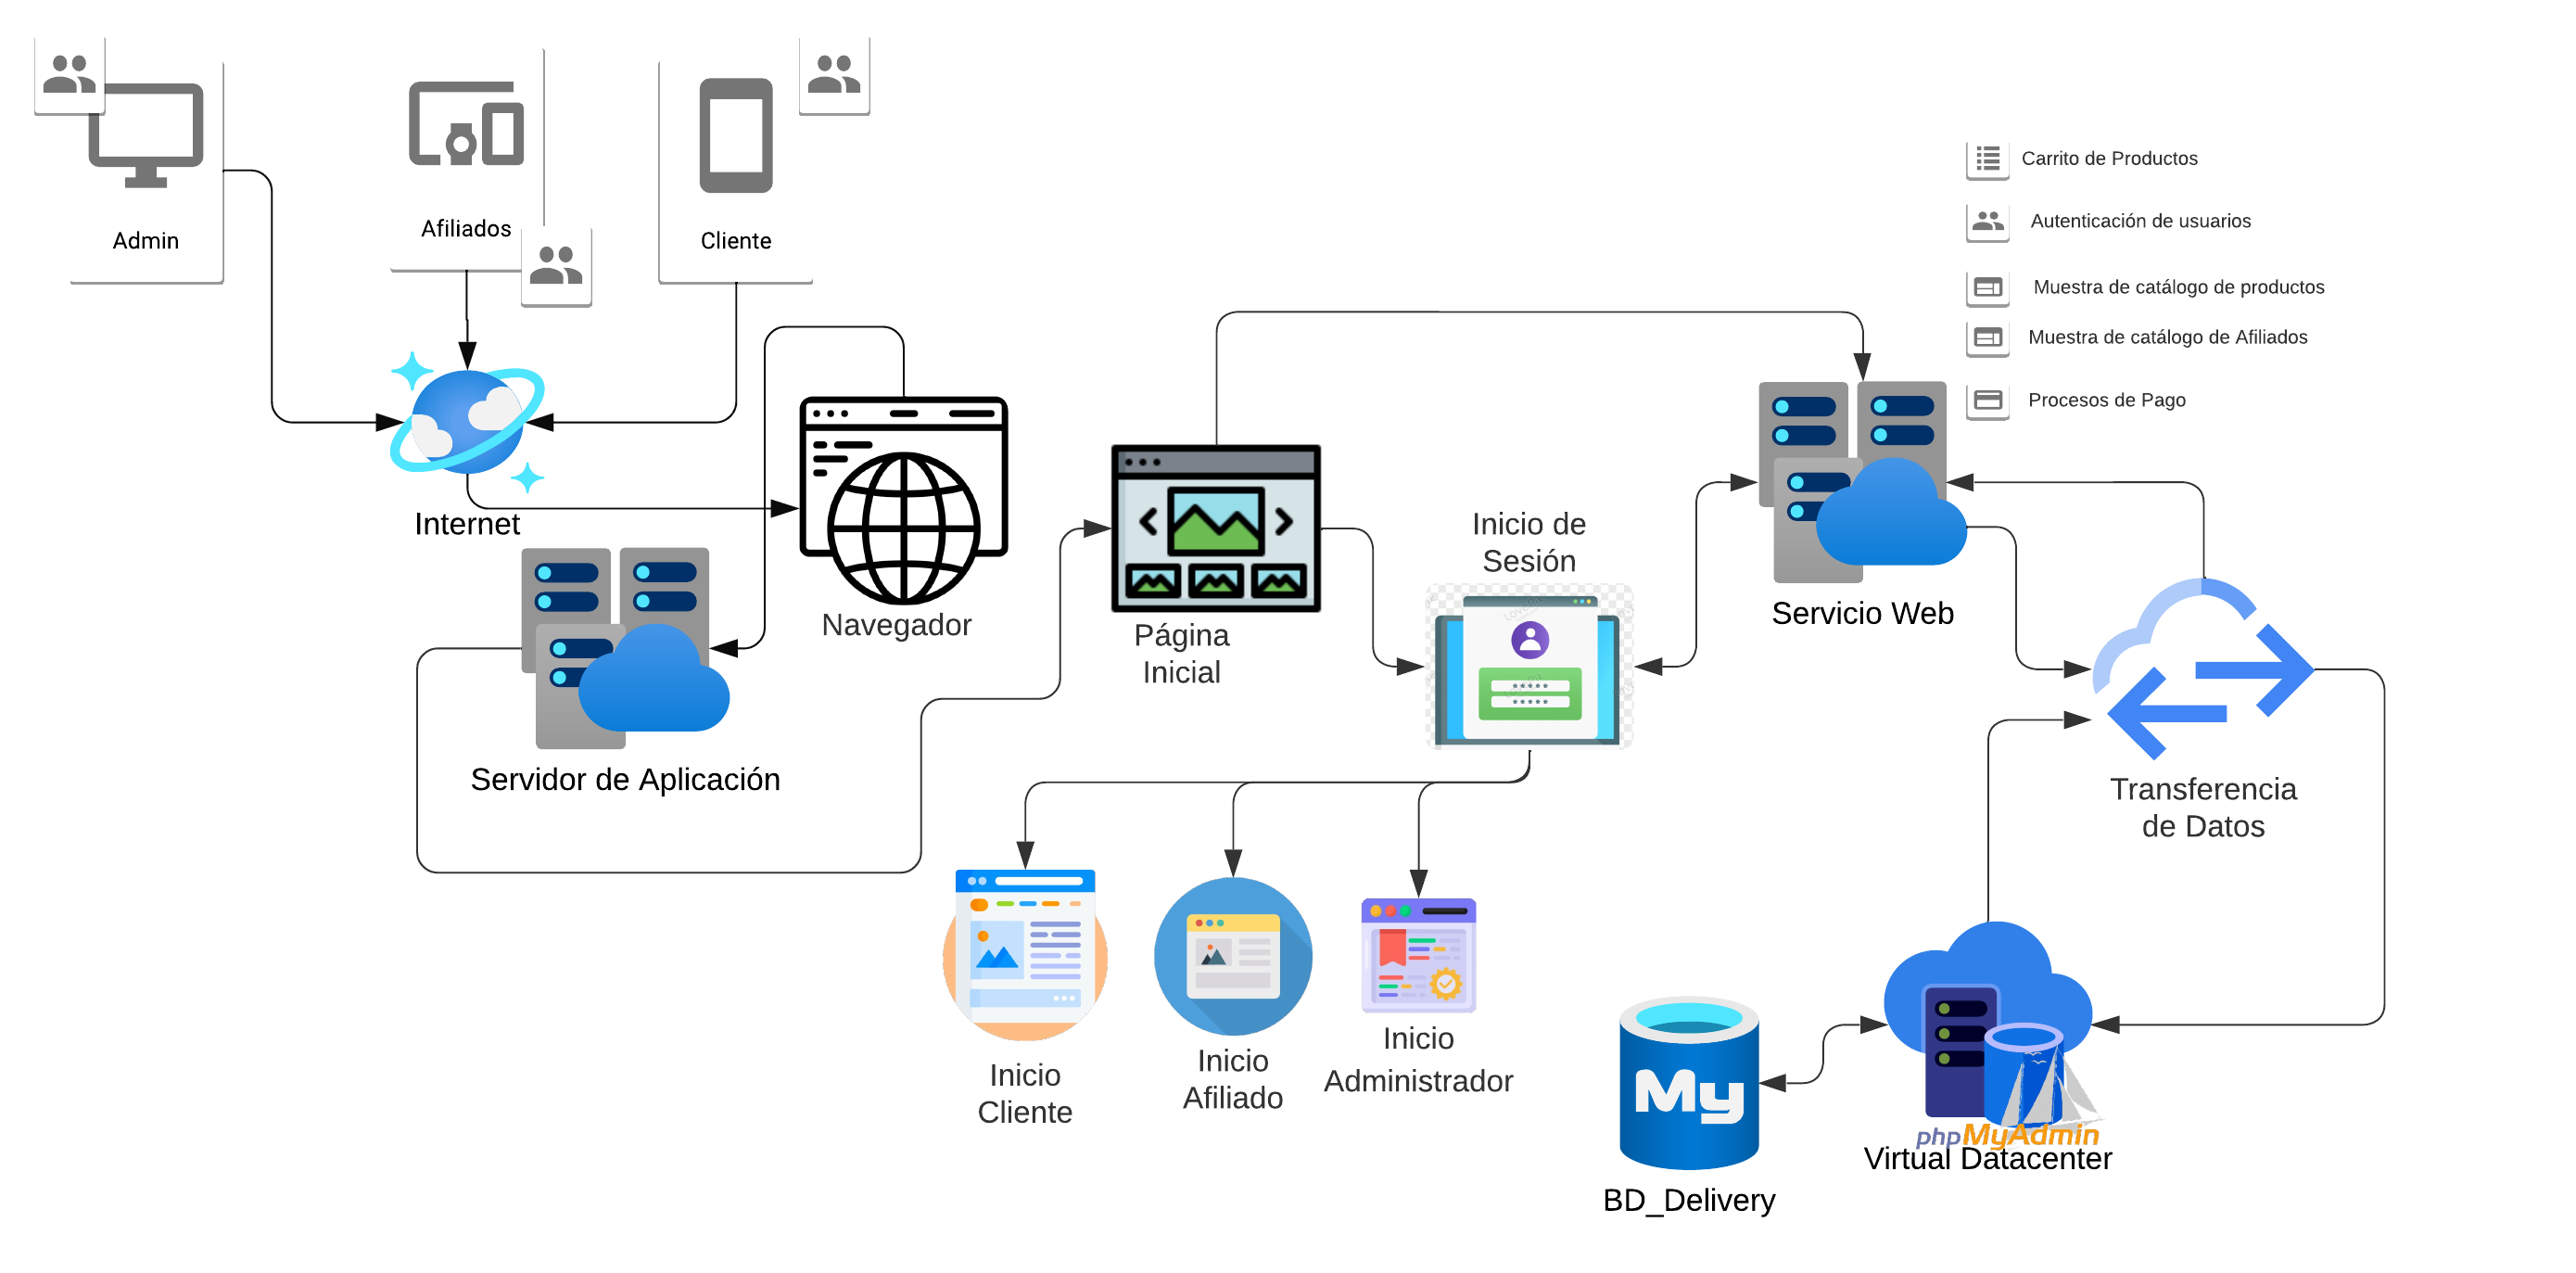 Admin
Afiliados
Cliente
Carrito de Productos
Autenticación de usuarios
Muestra de catálogo de productos
Muestra de catálogo de Afiliados
Procesos de Pago
Internet
Navegador
Servidor de Aplicación
Página
Inicial
Inicio de
Sesión
Servicio Web
Transferencia
de Datos
Inicio
Cliente
Inicio
Afiliado
Inicio
Administrador
My
BD_Delivery
phpMyAdmin
Virtual Datacenter